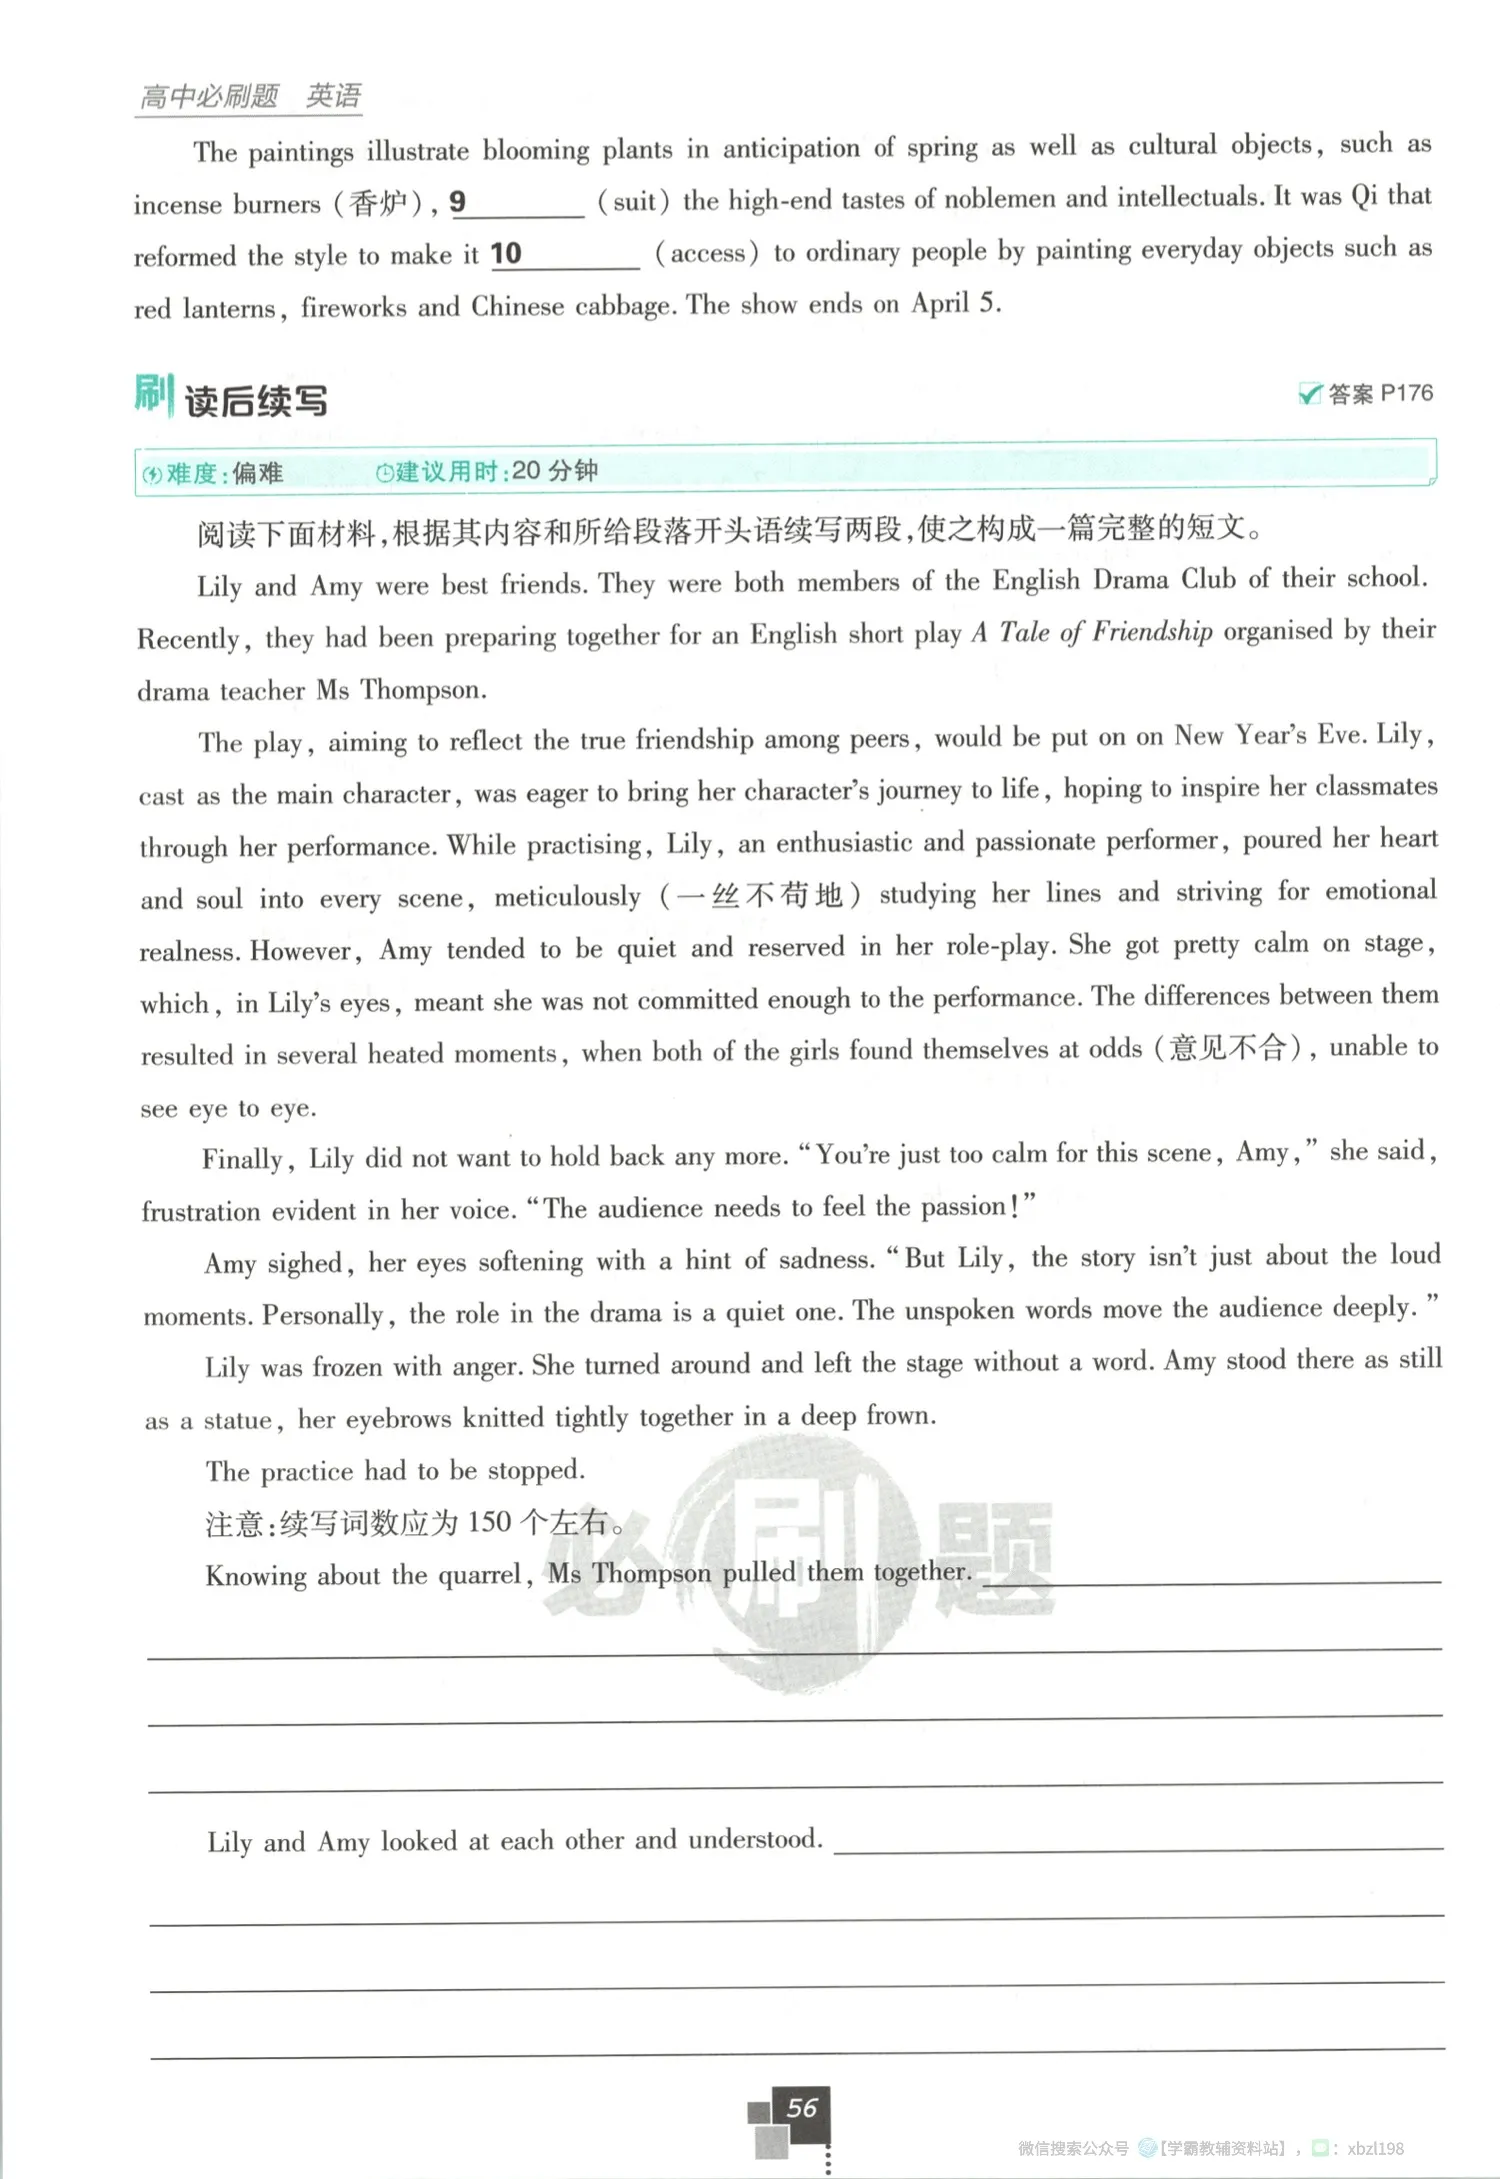 高中必刷题 英语
The paintings illustrate blooming plants in anticipation of spring as well as cultural objects, such as
incense burners (香炉), 9 (suit) the high-end tastes of noblemen and intellectuals. It was Qi that
reformed the style to make it 10 (access) to ordinary people by painting everyday objects such as
red lanterns, fireworks and Chinese cabbage. The show ends on April 5.
刷 读后续写
答案 P176
难度:偏难 建议用时:20 分钟
阅读下面材料,根据其内容和所给段落开头语续写两段,使之构成一篇完整的短文。
Lily and Amy were best friends. They were both members of the English Drama Club of their school.
Recently, they had been preparing together for an English short play A Tale of Friendship organised by their
drama teacher Ms Thompson.
The play, aiming to reflect the true friendship among peers, would be put on on New Year's Eve. Lily,
cast as the main character, was eager to bring her character's journey to life, hoping to inspire her classmates
through her performance. While practising, Lily, an enthusiastic and passionate performer, poured her heart
and soul into every scene, meticulously (一丝不苟地) studying her lines and striving for emotional
realness. However, Amy tended to be quiet and reserved in her role-play. She got pretty calm on stage,
which, in Lily's eyes, meant she was not committed enough to the performance. The differences between them
resulted in several heated moments, when both of the girls found themselves at odds (意见不合), unable to
see eye to eye.
Finally, Lily did not want to hold back any more. "You're just too calm for this scene, Amy," she said,
frustration evident in her voice. "The audience needs to feel the passion!"
Amy sighed, her eyes softening with a hint of sadness. "But Lily, the story isn't just about the loud
moments. Personally, the role in the drama is a quiet one. The unspoken words move the audience deeply."
Lily was frozen with anger. She turned around and left the stage without a word. Amy stood there as still
as a statue, her eyebrows knitted tightly together in a deep frown.
The practice had to be stopped.
注意:续写词数应为 150 个左右。
必刷题
Knowing about the quarrel, Ms Thompson pulled them together.
Lily and Amy looked at each other and understood.
56
微信搜索公众号 【学霸教辅资料站】, : xbzl198